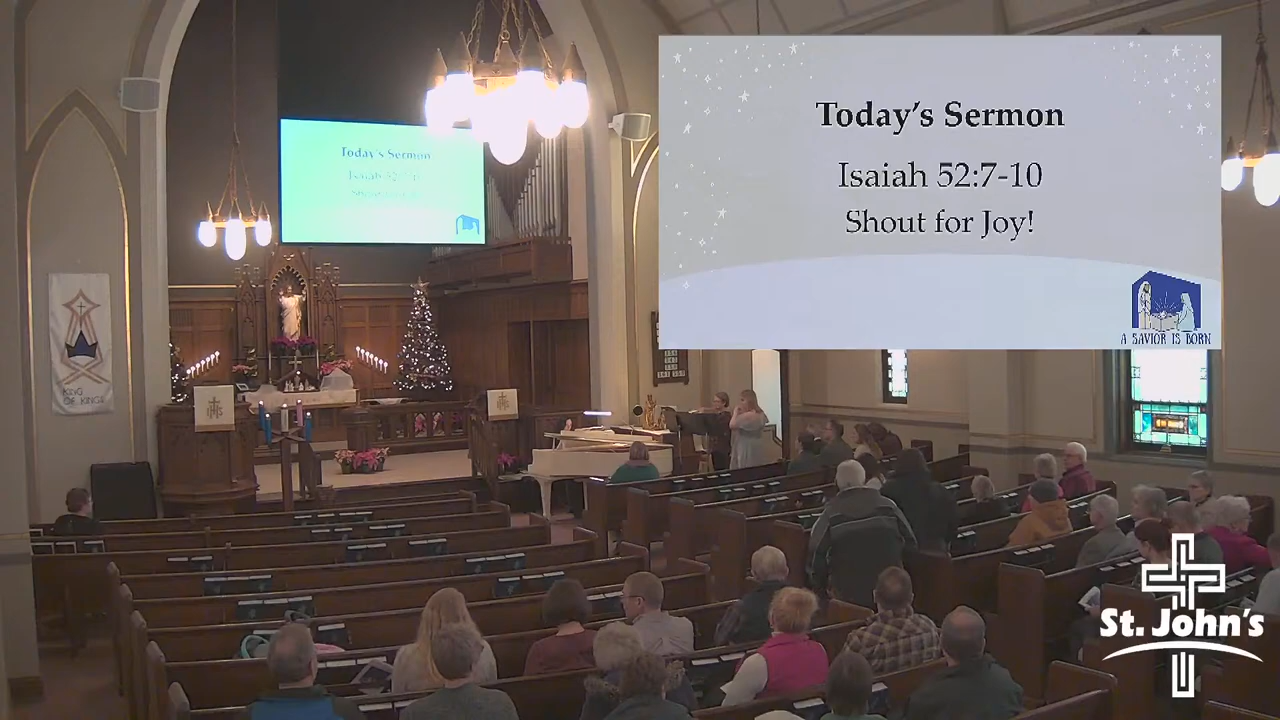 Today's Sermon
Isaiah 52:7-10
Shout for Joy!
A SAVIOR IS BORN
Today's Sermon
KING
OF KINGS
St. John's